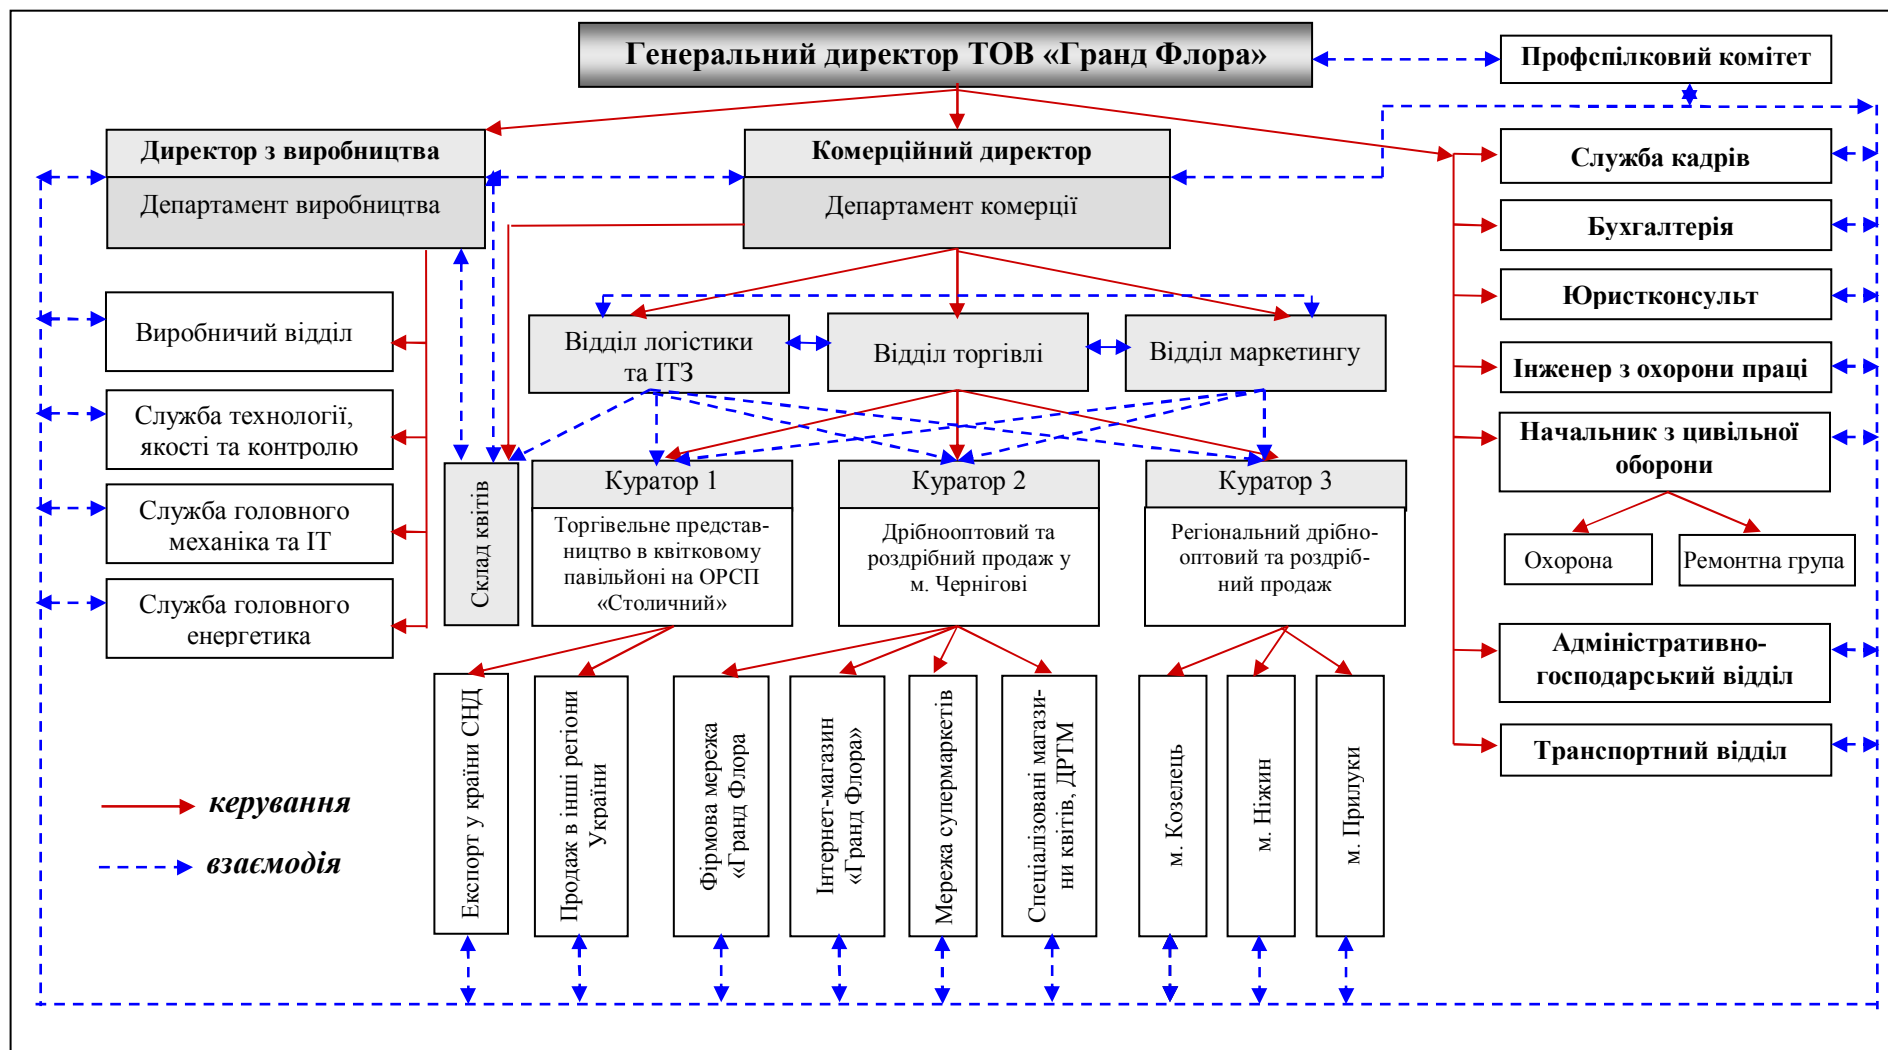 Генеральний директор ТОВ «Гранд Флора»
Профспілковий комітет
Директор з виробництва
Департамент виробництва
Комерційний директор
Департамент комерції
Служба кадрів
Бухгалтерія
Юристконсульт
Інженер з охорони праці
Начальник з цивільної
оборони
Охорона
Ремонтна група
Адміністративно-
господарський відділ
Транспортний відділ
Виробничий відділ
Служба технології,
якості та контролю
Служба головного
механіка та ІТ
Служба головного
енергетика
Відділ логістики
та ІТЗ
Відділ торгівлі
Відділ маркетингу
Склад квітів
Куратор 1
Торгівельне представ-
ництво в квітковому
павільйоні на ОРСП
«Столичний»
Куратор 2
Дрібнооптовий та
роздрібний продаж у
м. Чернігові
Куратор 3
Регіональний дрібно-
оптовий та роздріб-
ний продаж
Експорт у країни СНД
Продаж в інші регіони
України
Фірмова мережа
«Гранд Флора
Інтернет-магазин
«Гранд Флора»
Мережа супермаркетів
Спеціалізовані магази-
ни квітів, ДРТМ
м. Козелець
м. Ніжин
м. Прилуки
керування
взаємодія